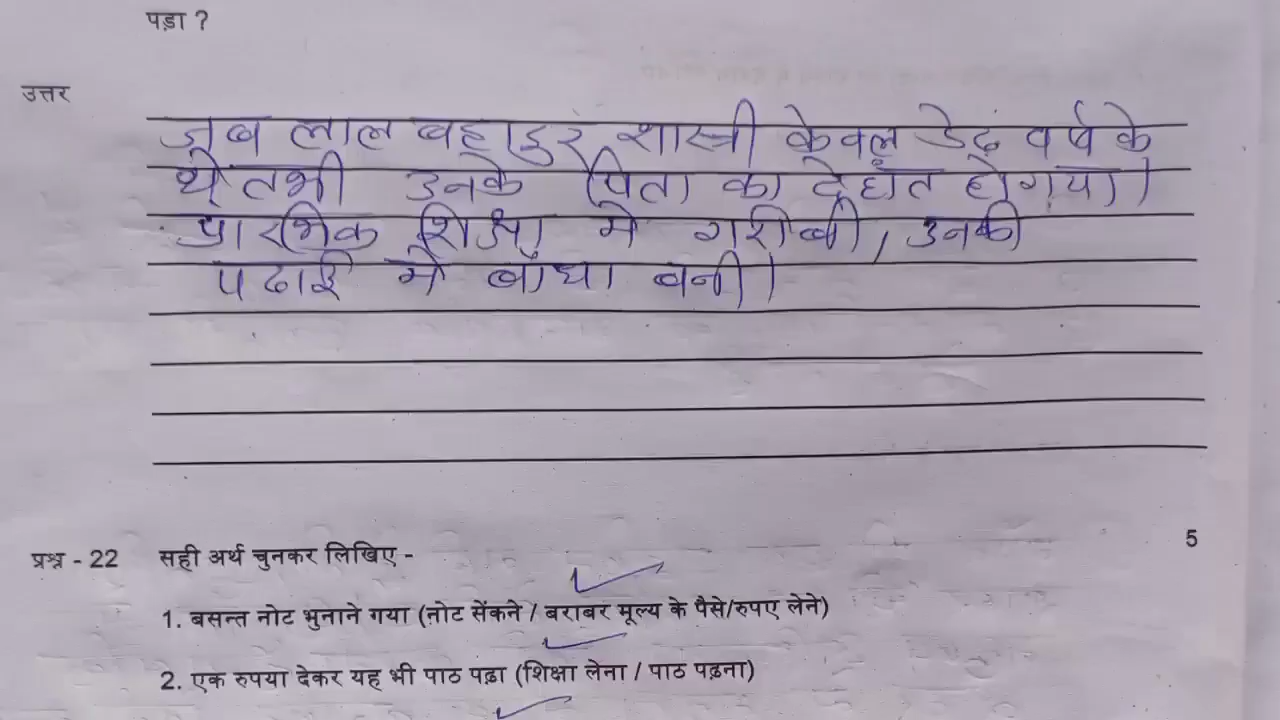 पड़ा ?
उत्तर
जब लाल बहाडुर शास्त्री केवल डेढ़ वर्ष के
थे तभी उनके पिता का देहांत हो गया।
प्रारंभिक शिक्षा मे गरीबी, उनकी
पढाई मे बाधा बनी।
5
प्रश्न - 22 सही अर्थ चुनकर लिखिए -
1. बसन्त नोट भुनाने गया (नोट सेंकने / बराबर मूल्य के पैसे/रुपए लेने)
2. एक रुपया देकर यह भी पाठ पढ़ा (शिक्षा लेना / पाठ पढ़ना)